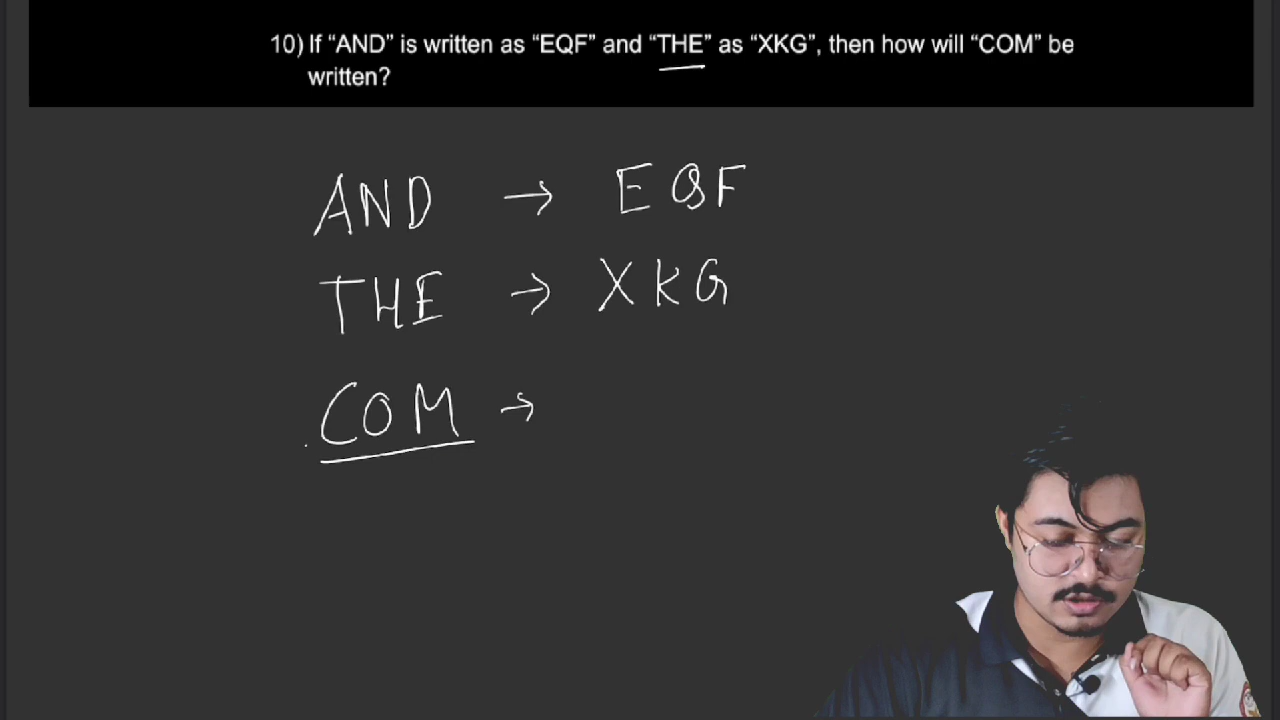 10) If “AND” is written as “EQF” and “THE” as “XKG”, then how will “COM” be
written?
AND → EQF
THE → XKG
COM →